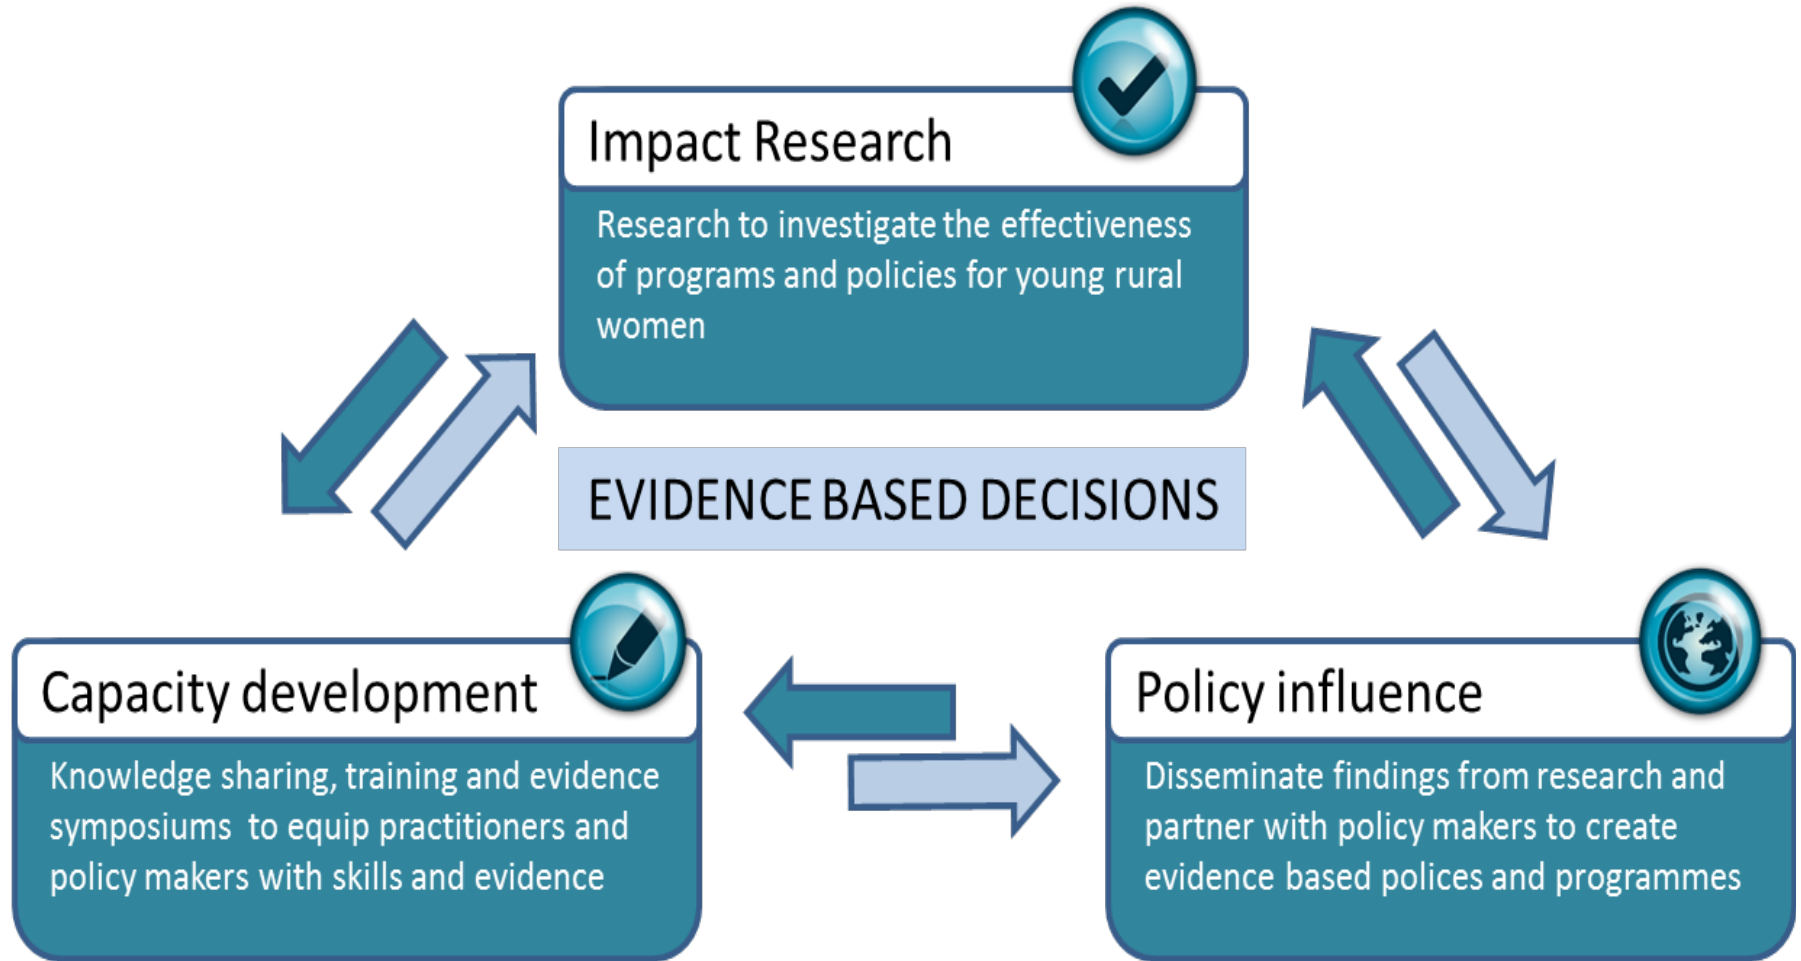 Impact Research
Research to investigate the effectiveness
of programs and policies for young rural
women
EVIDENCE BASED DECISIONS
Capacity development
Knowledge sharing, training and evidence
symposiums to equip practitioners and
policy makers with skills and evidence
Policy influence
Disseminate findings from research and
partner with policy makers to create
evidence based polices and programmes